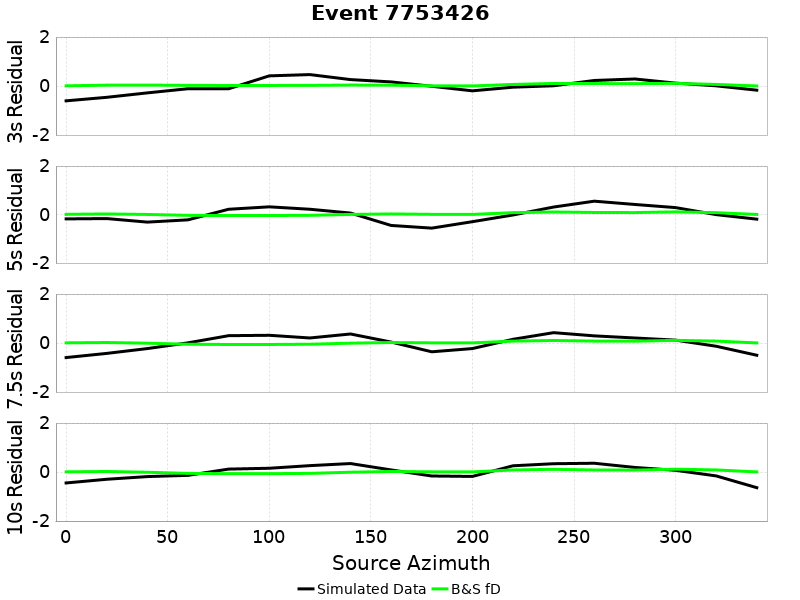 Event 7753426
3s Residual
2
0
-2
5s Residual
2
0
-2
7.5s Residual
2
0
-2
10s Residual
2
0
-2
0 50 100 150 200 250 300
Source Azimuth
Simulated Data B&S fD